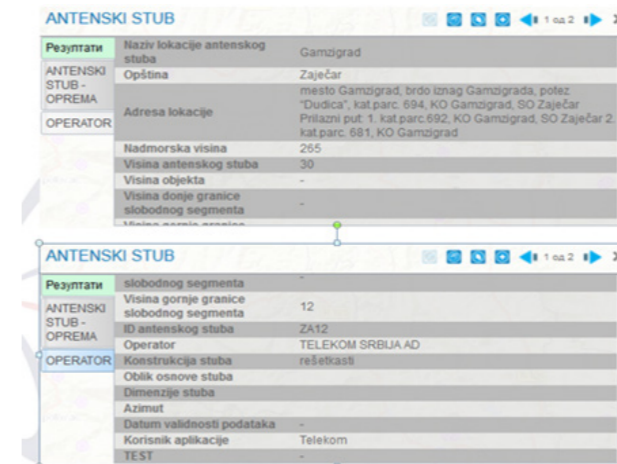 ANTENSKI STUB
1 од 2
Резултати
ANTENSKI
STUB -
OPREMA
OPERATOR
Naziv lokacije antenskog
stuba
Gamzigrad
Opština
Zaječar
Adresa lokacije
mesto Gamzigrad, brdo iznag Gamzigrada, potez
"Dudica", kat.parc. 694, KO Gamzigrad, SO Zaječar
Prilazni put: 1. kat.parc.692, KO Gamzigrad, SO Zaječar 2.
kat.parc. 681, KO Gamzigrad
Nadmorska visina
265
Visina antenskog stuba
30
Visina objekta
-
Visina donje granice
slobodnog segmenta
-
Visina gornje granice
ANTENSKI STUB
1 од 2
Резултати
ANTENSKI
STUB -
OPREMA
OPERATOR
slobodnog segmenta
-
Visina gornje granice
slobodnog segmenta
12
ID antenskog stuba
ZA12
Operator
TELEKOM SRBIJA AD
Konstrukcija stuba
rešetkasti
Oblik osnove stuba
Dimenzije stuba
Azimut
Datum validnosti podataka
-
Korisnik aplikacije
Telekom
TEST
-